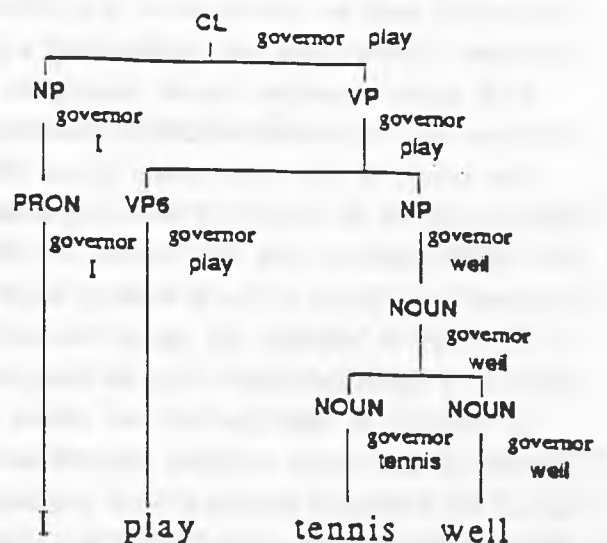 CL governor play
NP VP
governor governor
I play
PRON VP6 NP
governor governor governor
I play well
NOUN
governor
well
NOUN NOUN
governor governor
tennis well
I play tennis well